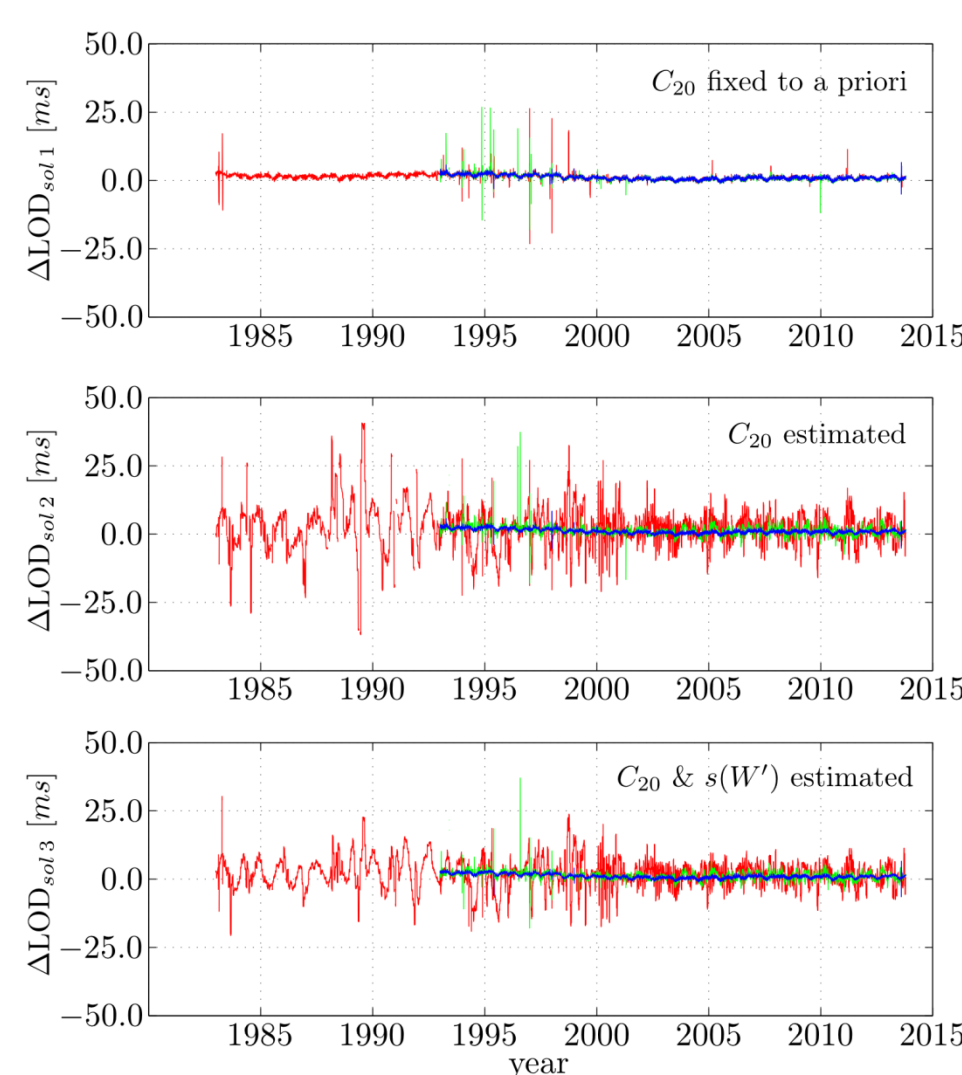 50.0
C20 fixed to a priori
25.0
0.0
−25.0
−50.0
ΔLOD_sol 1 [ms]
1985 1990 1995 2000 2005 2010 2015
50.0
C20 estimated
25.0
0.0
−25.0
−50.0
ΔLOD_sol 2 [ms]
1985 1990 1995 2000 2005 2010 2015
50.0
C20 & s(W′) estimated
25.0
0.0
−25.0
−50.0
ΔLOD_sol 3 [ms]
1985 1990 1995 2000 2005 2010 2015
year